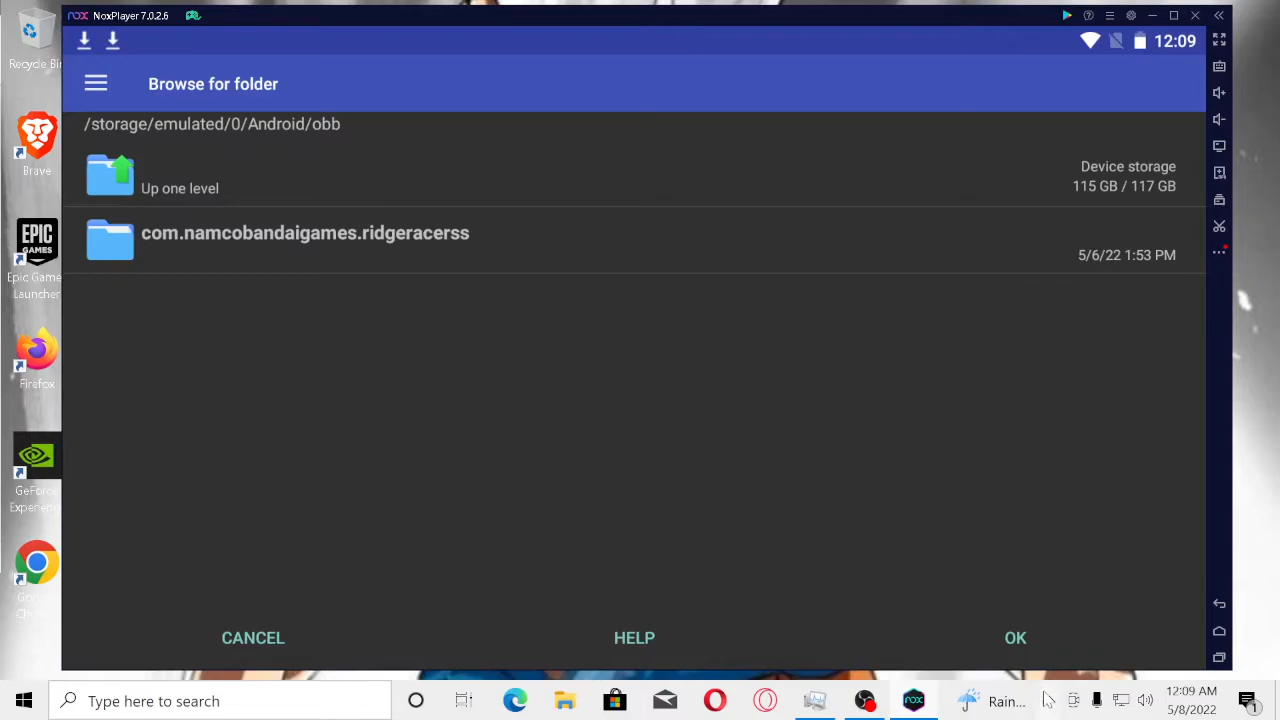 NoxPlayer 7.0.2.6
12:09
Browse for folder
/storage/emulated/0/Android/obb
Up one level
Device storage
115 GB / 117 GB
com.namcobandaigames.ridgeracerss
5/6/22 1:53 PM
CANCEL
HELP
OK
Recycle Bin
Brave
EPIC
GAMES
Epic Games
Launcher
Firefox
GeForce
Experience
Type here to search
Rain...
12:09 AM
5/8/2022
1